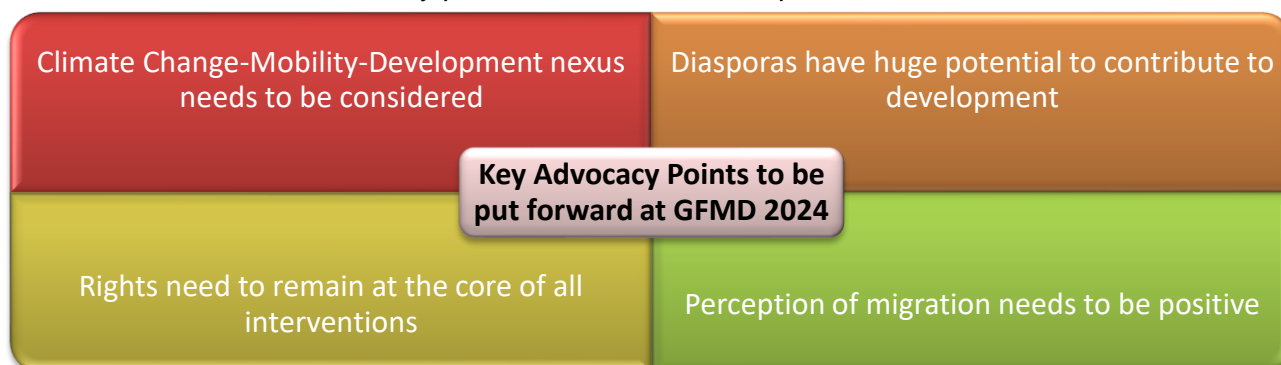 Climate Change-Mobility-Development nexus
needs to be considered
Diasporas have huge potential to contribute to
development
Key Advocacy Points to be
put forward at GFMD 2024
Rights need to remain at the core of all
interventions
Perception of migration needs to be positive